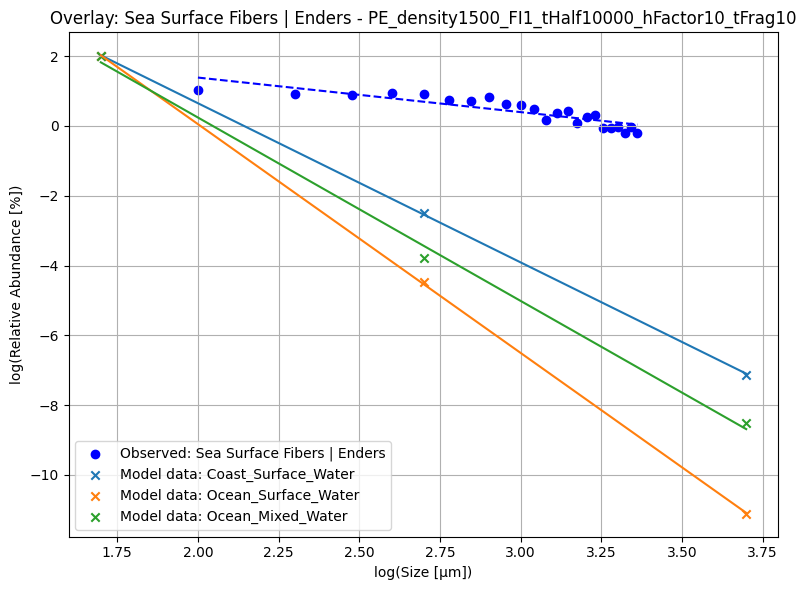 Overlay: Sea Surface Fibers | Enders - PE_density1500_FI1_tHalf10000_hFactor10_tFrag10
log(Relative Abundance [%])
2
0
−2
−4
−6
−8
−10
Observed: Sea Surface Fibers | Enders
Model data: Coast_Surface_Water
Model data: Ocean_Surface_Water
Model data: Ocean_Mixed_Water
1.75 2.00 2.25 2.50 2.75 3.00 3.25 3.50 3.75
log(Size [µm])